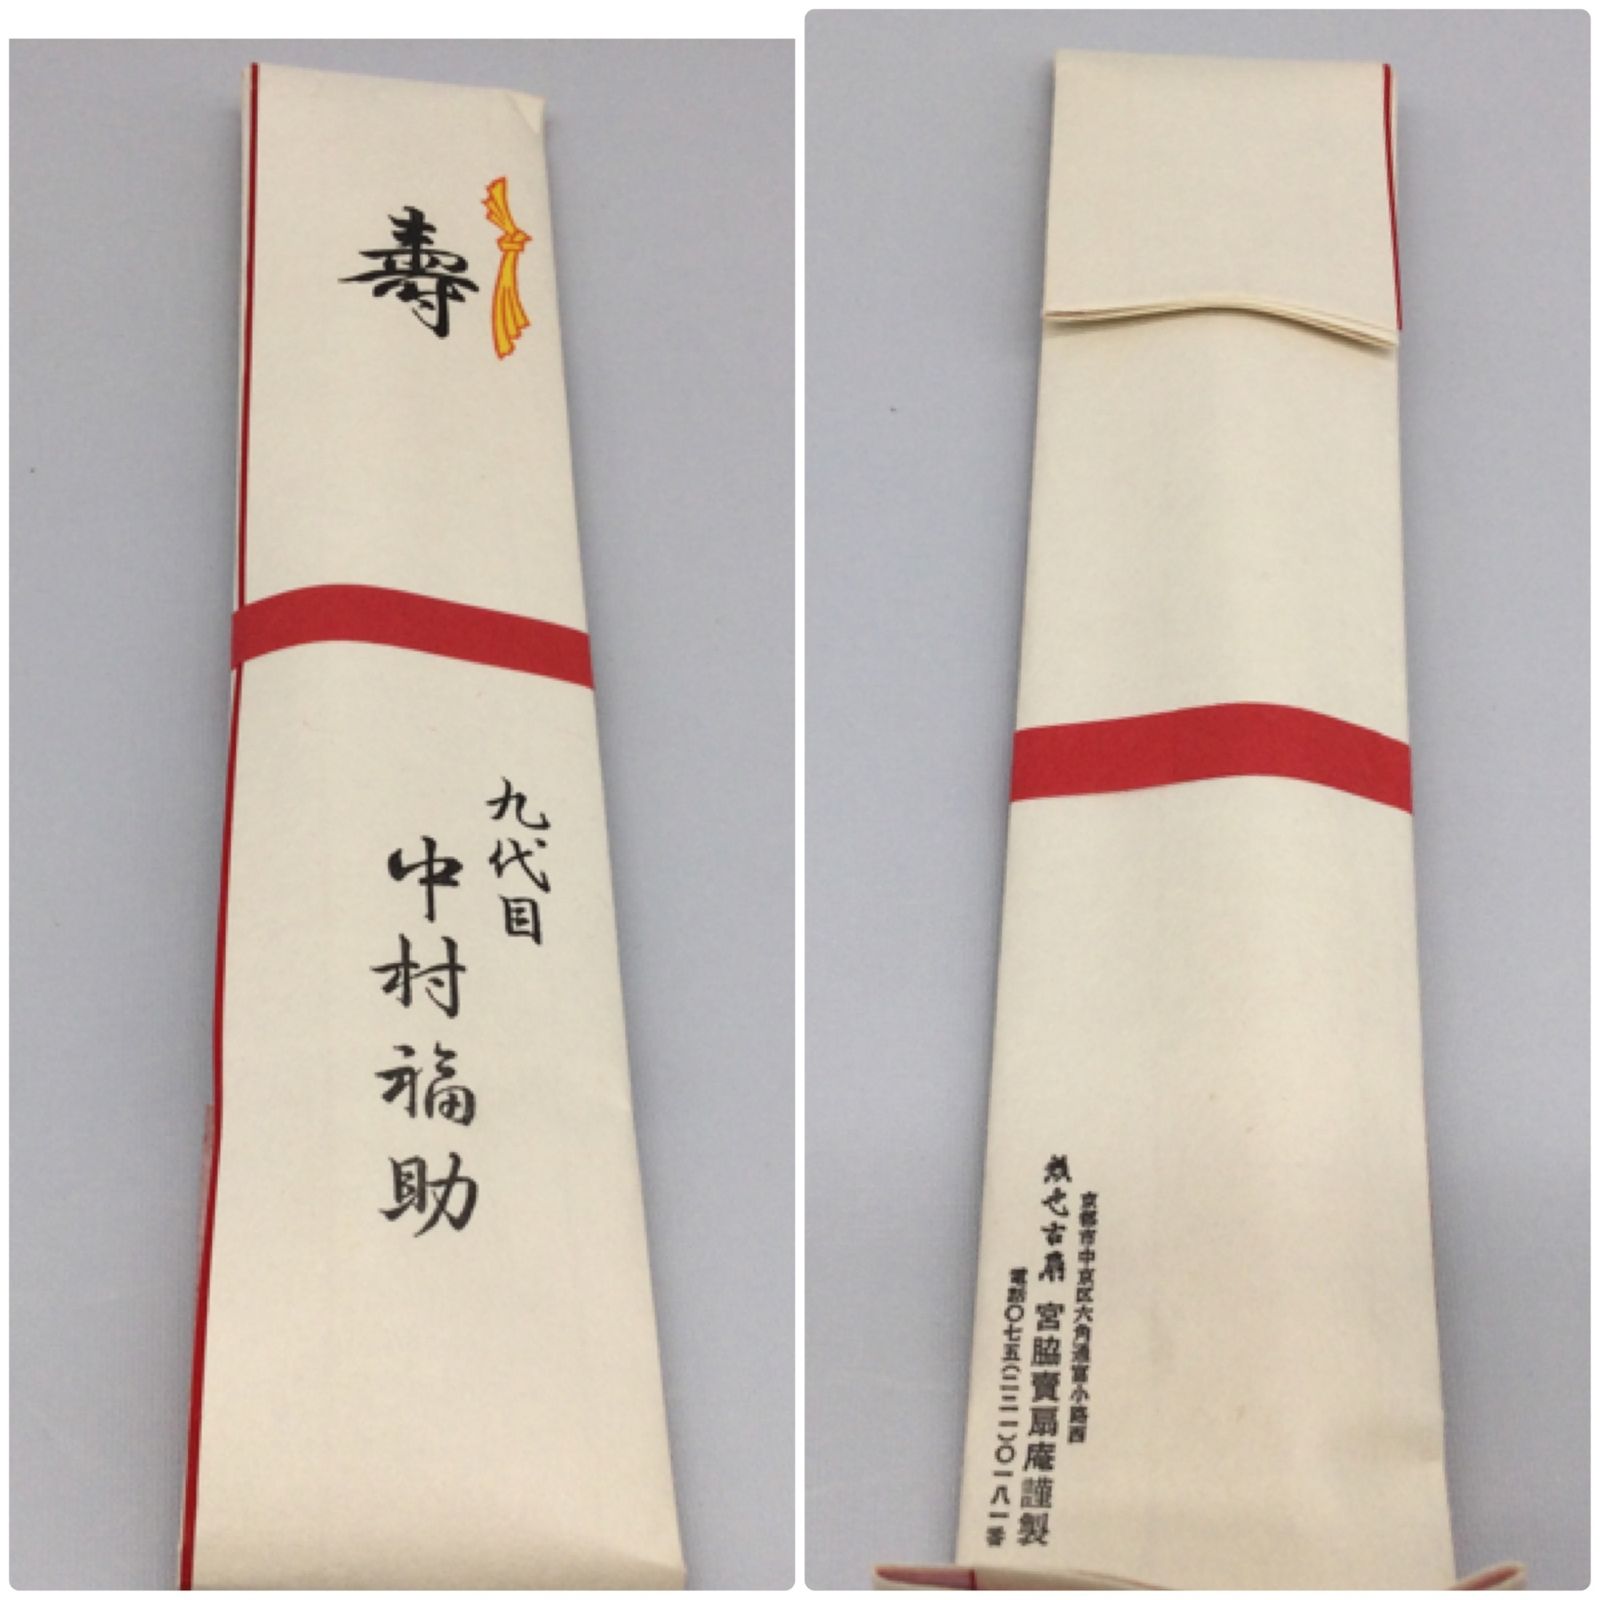 寿
九代目
中村福助
京都市中京区六角通富小路西
宮脇賣扇庵謹製
電話〇七五(二二一)〇一八一番